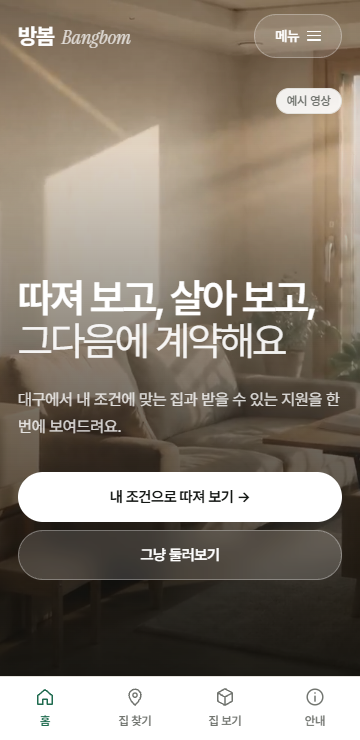 방봄 Bangbom
메뉴
예시 영상
따져 보고, 살아 보고,
그다음에 계약해요
대구에서 내 조건에 맞는 집과 받을 수 있는 지원을 한
번에 보여드려요.
내 조건으로 따져 보기 →
그냥 둘러보기
홈 집 찾기 집 보기 안내